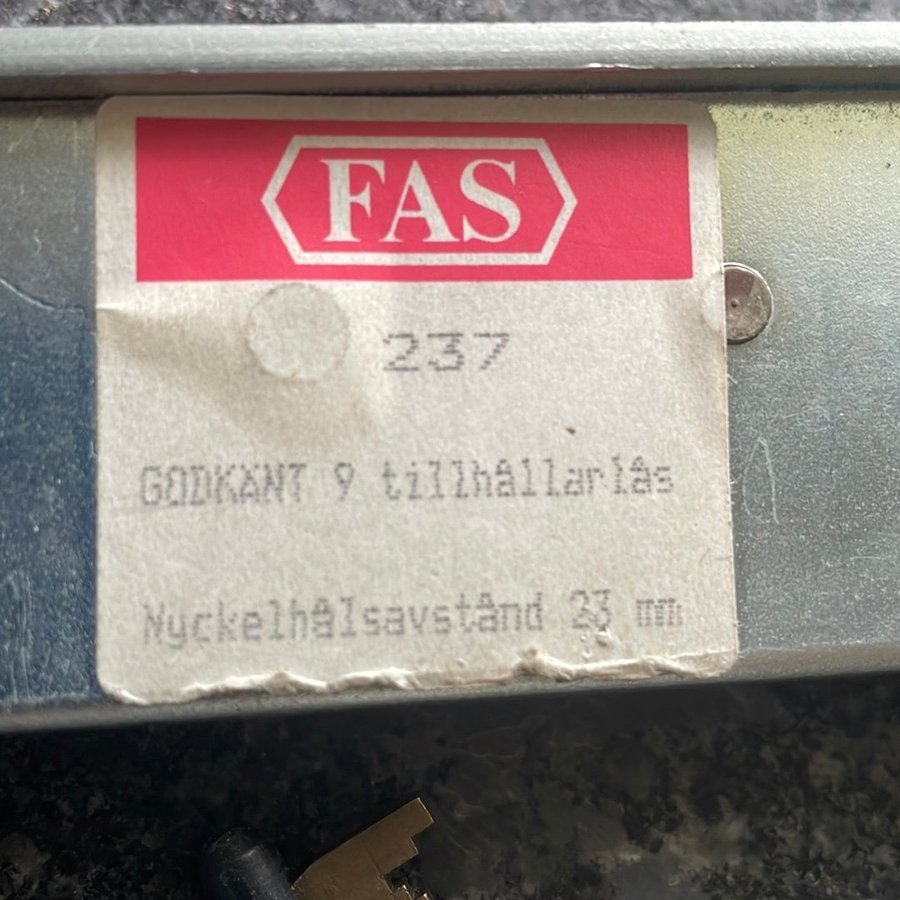 FAS
237
GODKÄNT 9 tillhållarlås
Nyckelhålsavstånd 23 mm